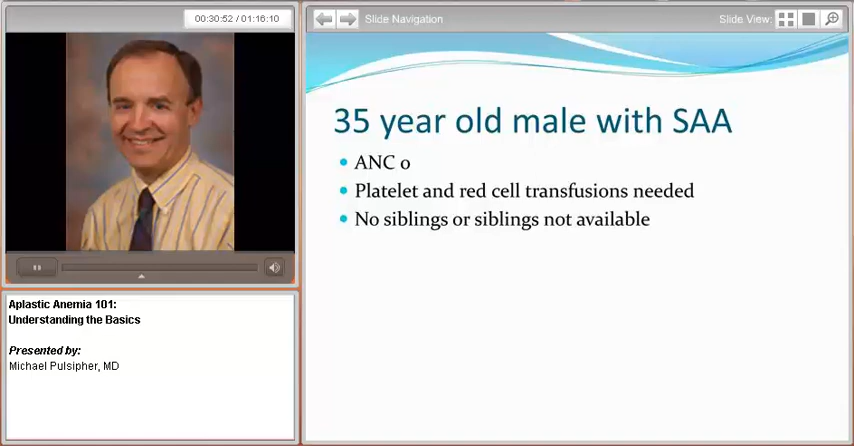 00:30:52 / 01:16:10
Slide Navigation
Slide View:
35 year old male with SAA
• ANC 0
• Platelet and red cell transfusions needed
• No siblings or siblings not available
Aplastic Anemia 101:
Understanding the Basics
Presented by:
Michael Pulsipher, MD